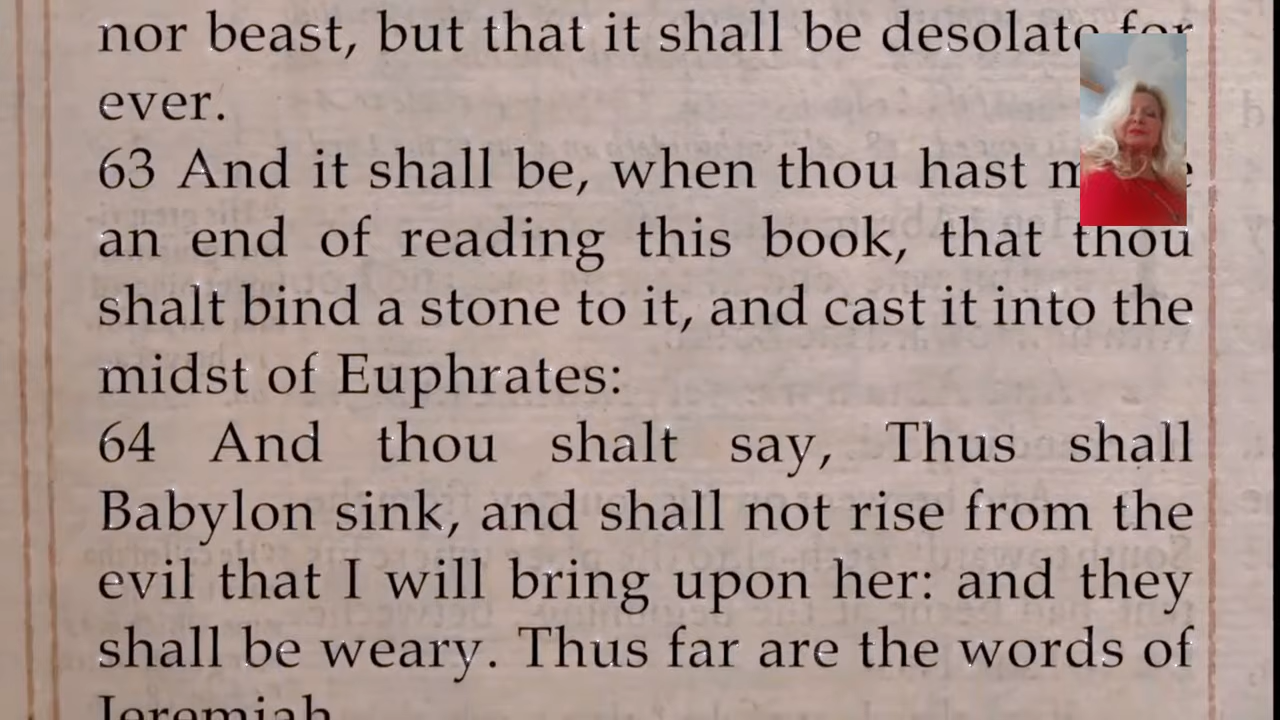 nor beast, but that it shall be desolate for
ever.
63 And it shall be, when thou hast
an end of reading this book, that thou
shalt bind a stone to it, and cast it into the
midst of Euphrates:
64 And thou shalt say, Thus shall
Babylon sink, and shall not rise from the
evil that I will bring upon her: and they
shall be weary. Thus far are the words of
Jeremiah.